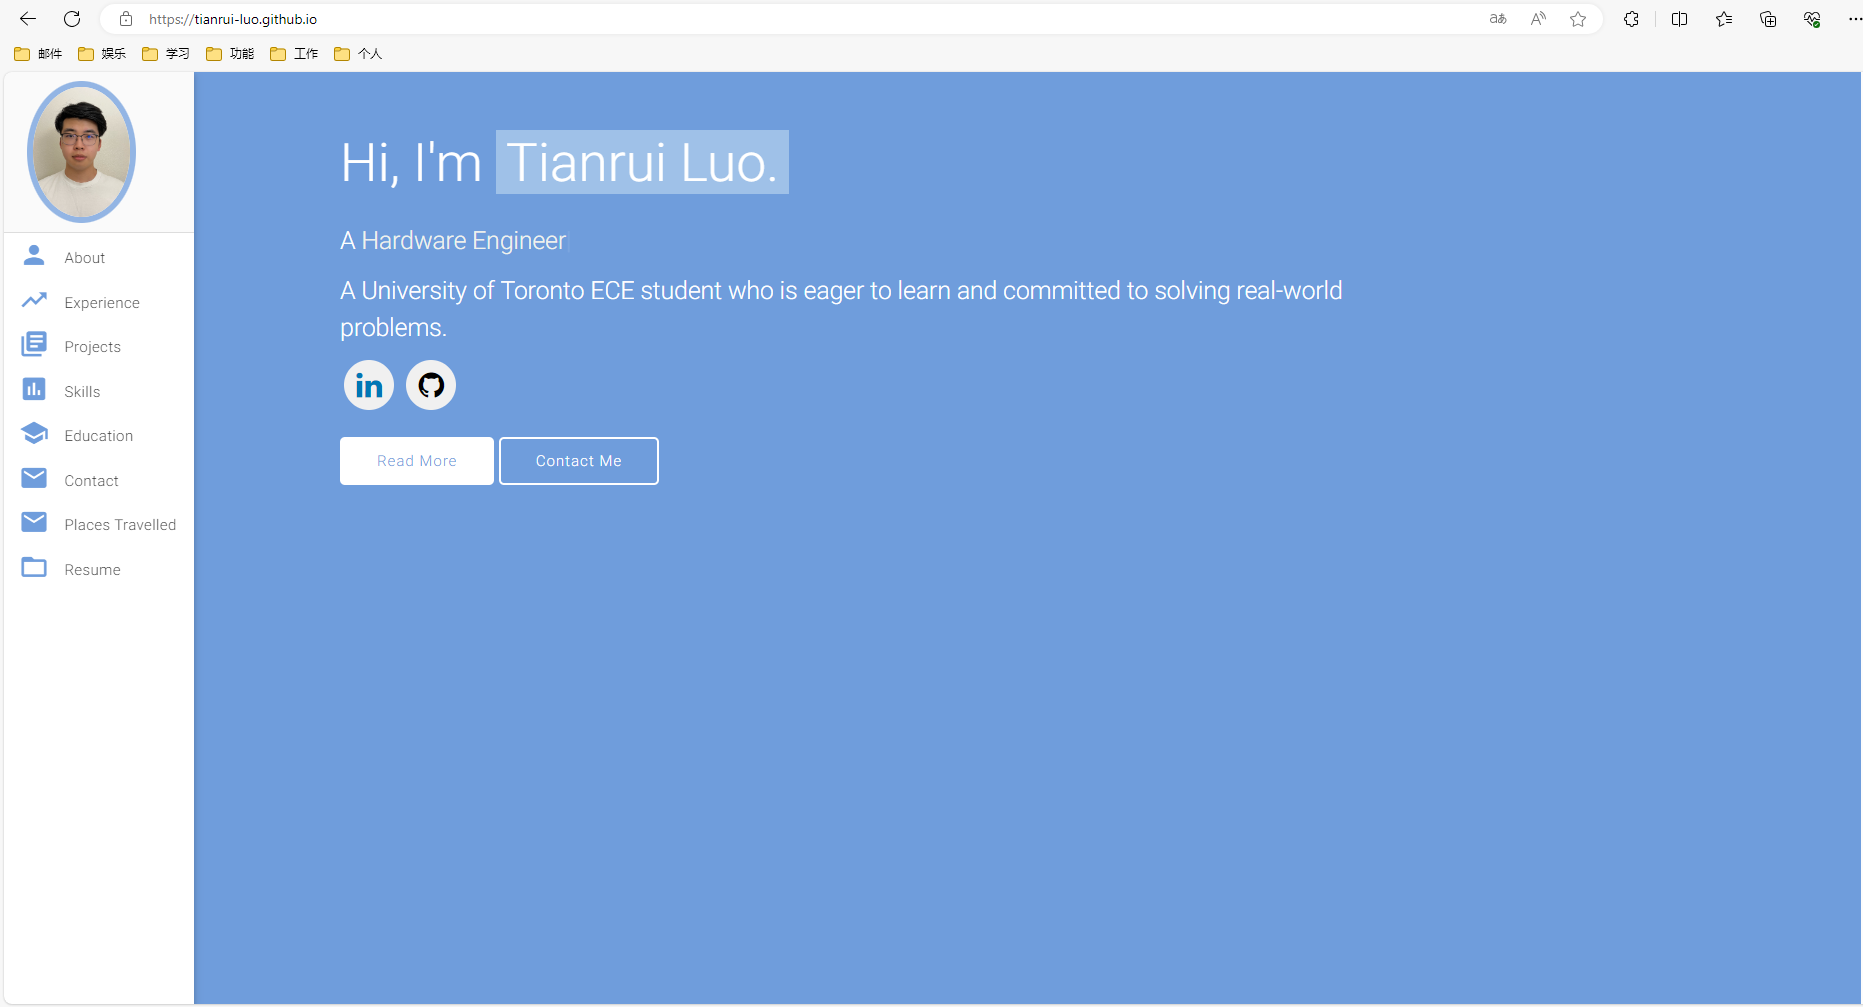 https://tianrui-luo.github.io
邮件 娱乐 学习 功能 工作 个人
Hi, I'm Tianrui Luo.
A Hardware Engineer
A University of Toronto ECE student who is eager to learn and committed to solving real-world
problems.
in
Read More Contact Me
About
Experience
Projects
Skills
Education
Contact
Places Travelled
Resume